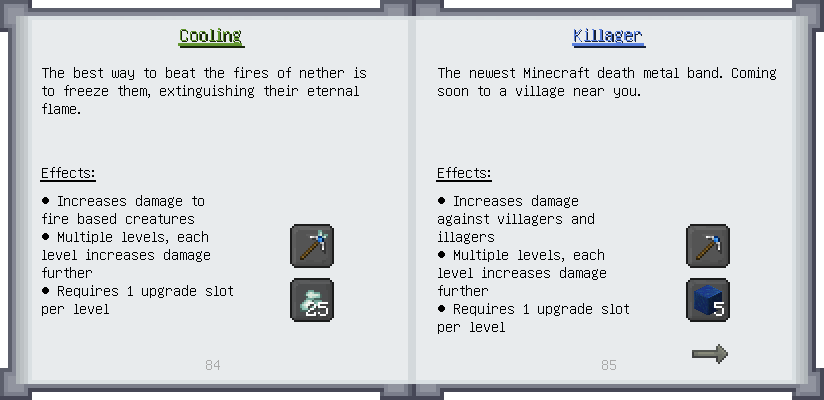 Cooling
The best way to beat the fires of nether is
to freeze them, extinguishing their eternal
flame.
Effects:
● Increases damage to
fire based creatures
● Multiple levels, each
level increases damage
further
● Requires 1 upgrade slot
per level
25
84
Killager
The newest Minecraft death metal band. Coming
soon to a village near you.
Effects:
● Increases damage
against villagers and
illagers
● Multiple levels, each
level increases damage
further
● Requires 1 upgrade slot
per level
5
85